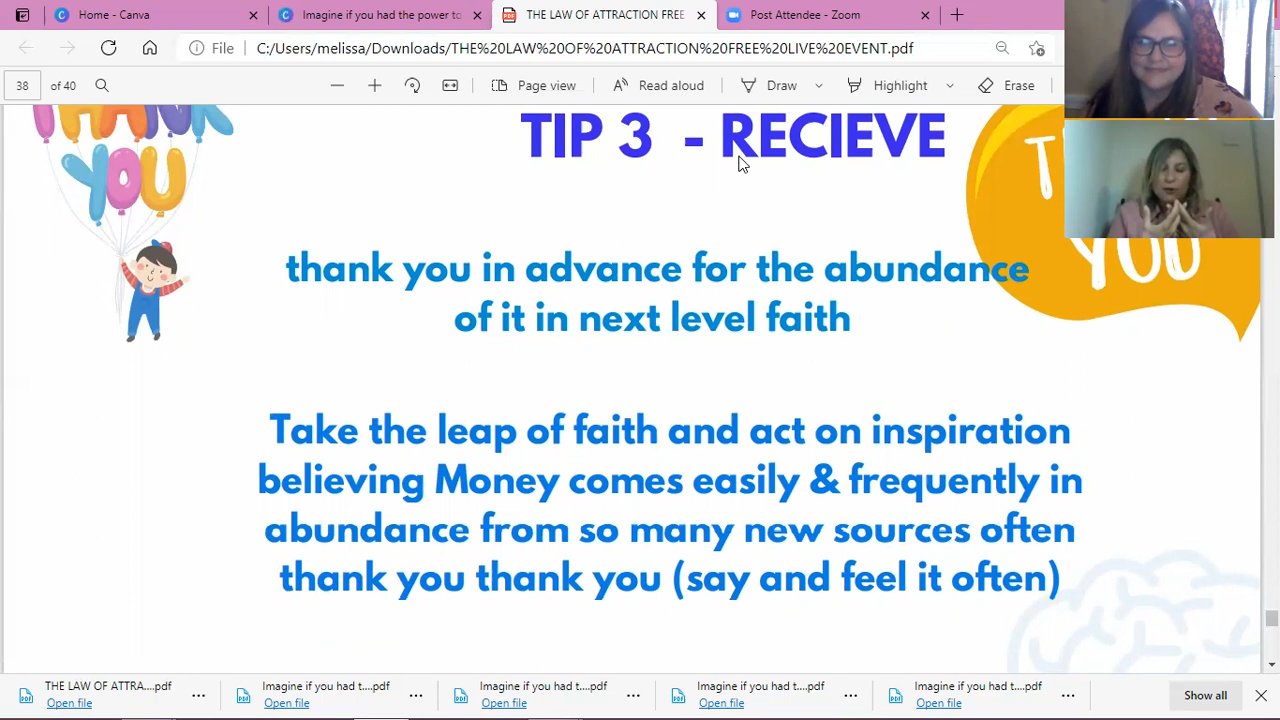 Home - Canva
Imagine if you had the power to
THE LAW OF ATTRACTION FREE
Post Attendee - Zoom
File
C:/Users/melissa/Downloads/THE%20LAW%20OF%20ATTRACTION%20FREE%20LIVE%20EVENT.pdf
38 of 40
Page view
Read aloud
Draw
Highlight
Erase
THANK
YOU
TIP 3 - RECIEVE
YOU
thank you in advance for the abundance
of it in next level faith
Take the leap of faith and act on inspiration
believing Money comes easily & frequently in
abundance from so many new sources often
thank you thank you (say and feel it often)
THE LAW OF ATTRA....pdf
Open file
Imagine if you had t....pdf
Open file
Imagine if you had t....pdf
Open file
Imagine if you had t....pdf
Open file
Imagine if you had t....pdf
Open file
Show all